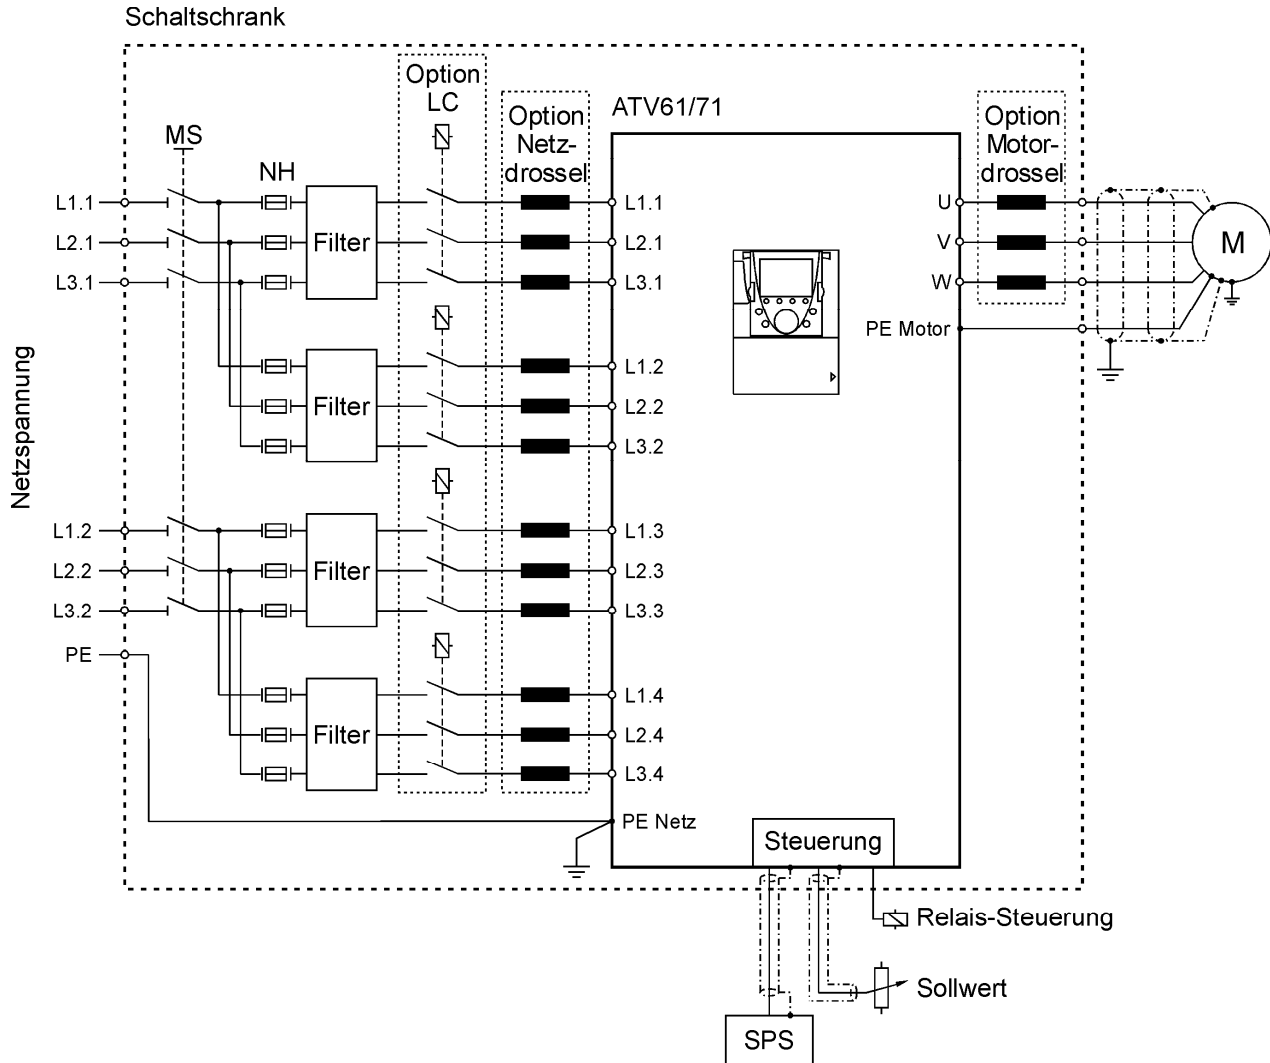 Schaltschrank
Option
LC
Option
Netz-
drossel
ATV61/71
Option
Motor-
drossel
MS
NH
L1.1
L2.1
L3.1
Filter
L1.1
L2.1
L3.1
U
V
W
PE Motor
M
Filter
L1.2
L2.2
L3.2
Netzspannung
L1.2
L2.2
L3.2
PE
Filter
L1.3
L2.3
L3.3
Filter
L1.4
L2.4
L3.4
PE Netz
Steuerung
Relais-Steuerung
Sollwert
SPS